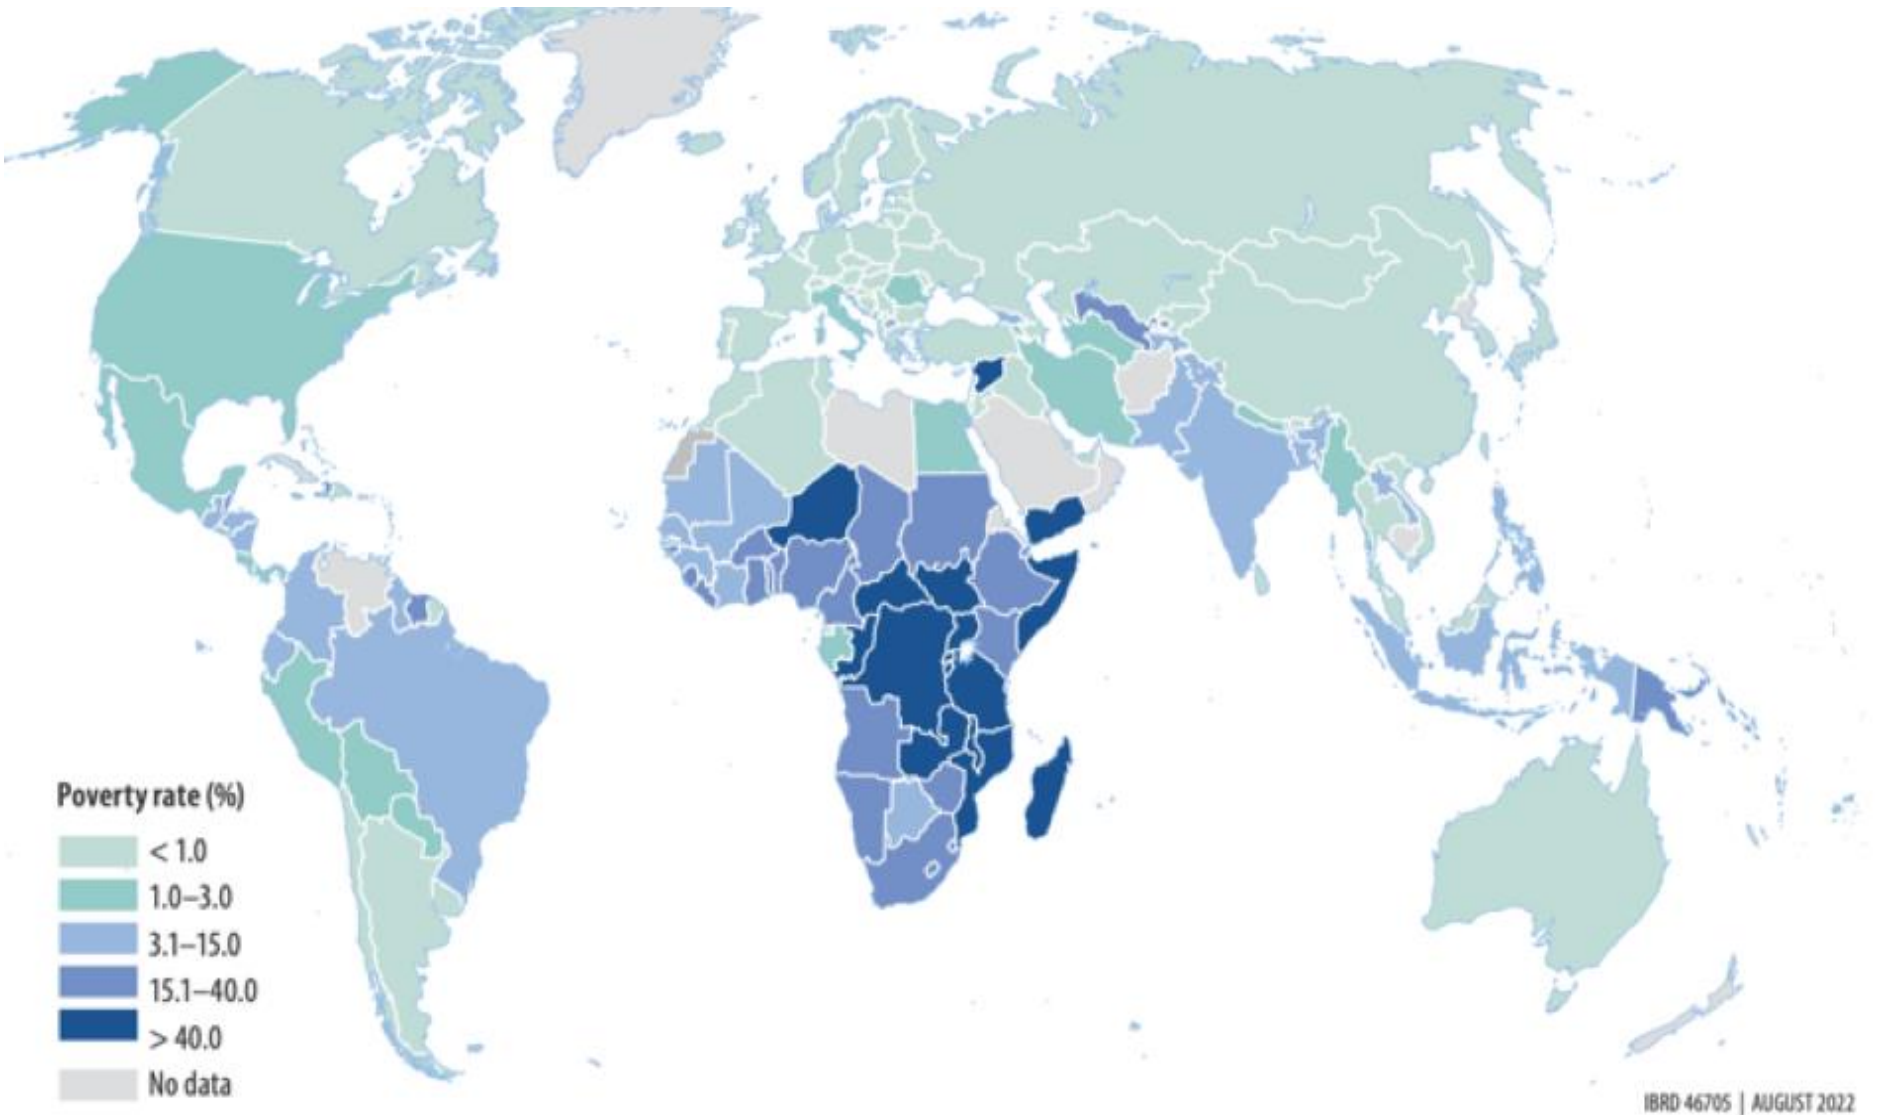 Poverty rate (%)
< 1.0
1.0–3.0
3.1–15.0
15.1–40.0
> 40.0
No data
IBRD 46705 | AUGUST 2022